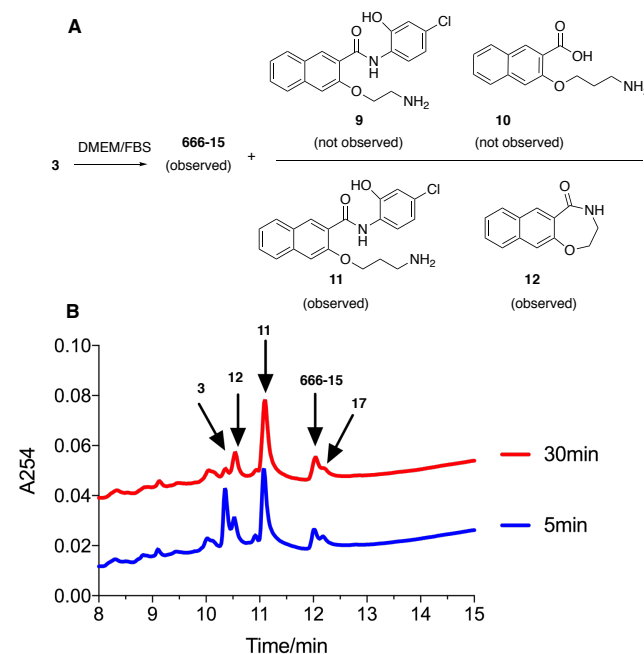 A
HO
Cl
O
N
H
O
NH2
9
(not observed)
O
OH
O
NH2
10
(not observed)
3
DMEM/FBS
666-15
(observed)
+
HO
Cl
O
N
H
O
NH2
11
(observed)
O
NH
O
12
(observed)
B
0.10
0.08
0.06
0.04
0.02
0.00
A254
3
12
11
666-15
17
30min
5min
8
9
10
11
12
13
14
15
Time/min